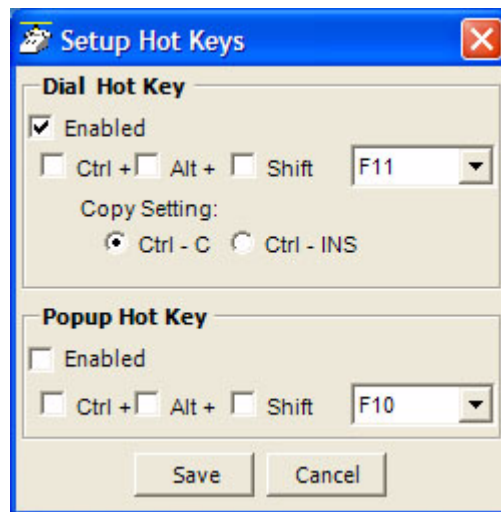 Setup Hot Keys
Dial Hot Key
Enabled
Ctrl + Alt + Shift F11
Copy Setting:
Ctrl - C Ctrl - INS
Popup Hot Key
Enabled
Ctrl + Alt + Shift F10
Save Cancel